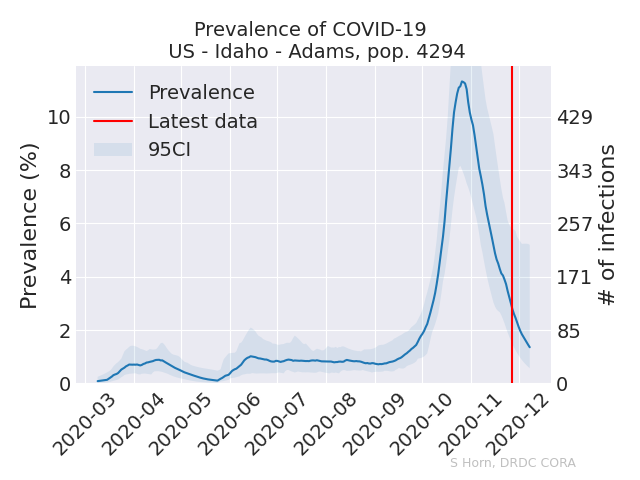 Prevalence of COVID-19
US - Idaho - Adams, pop. 4294
Prevalence
Latest data
95CI
Prevalence (%)
10
8
6
4
2
0
# of infections
429
343
257
171
85
0
2020-03
2020-04
2020-05
2020-06
2020-07
2020-08
2020-09
2020-10
2020-11
2020-12
S Horn, DRDC CORA